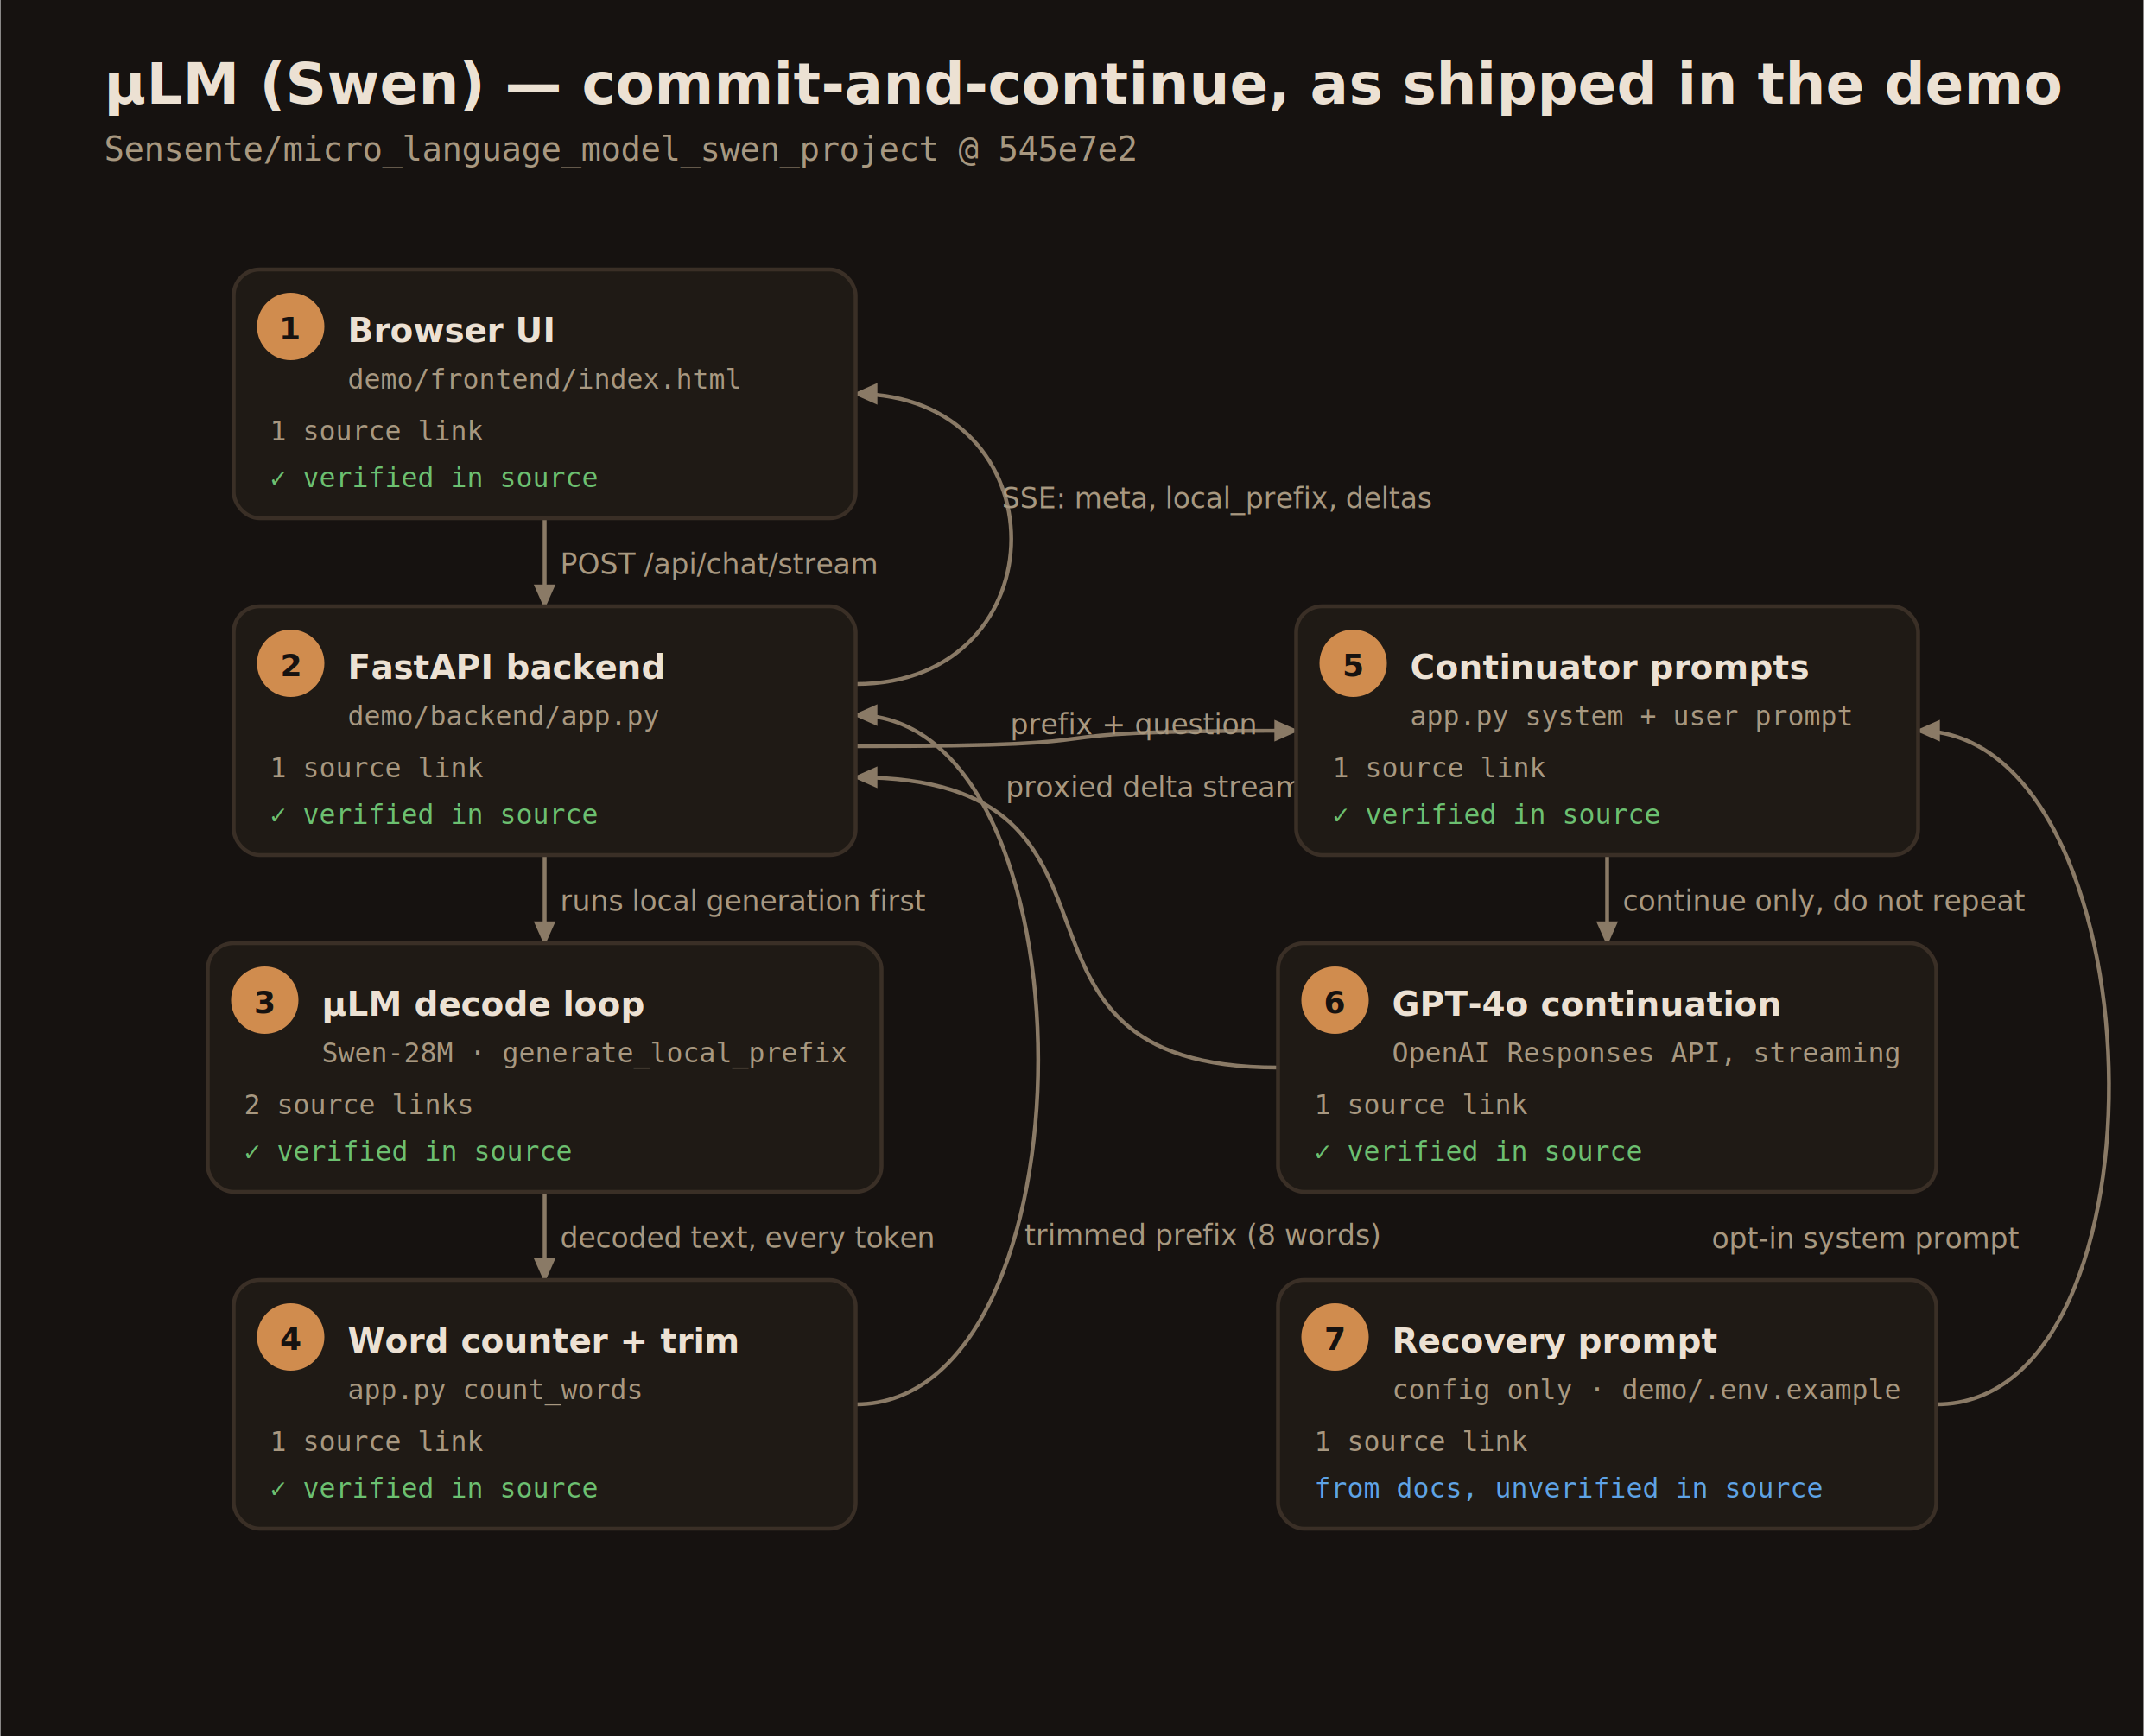 µLM (Swen) — commit-and-continue, as shipped in the demo
Sensente/micro_language_model_swen_project @ 545e7e2
1
Browser UI
demo/frontend/index.html
1 source link
✓ verified in source
SSE: meta, local_prefix, deltas
POST /api/chat/stream
2
FastAPI backend
demo/backend/app.py
1 source link
✓ verified in source
prefix + question
proxied delta stream
5
Continuator prompts
app.py system + user prompt
1 source link
✓ verified in source
runs local generation first
continue only, do not repeat
3
µLM decode loop
Swen-28M · generate_local_prefix
2 source links
✓ verified in source
6
GPT-4o continuation
OpenAI Responses API, streaming
1 source link
✓ verified in source
decoded text, every token
trimmed prefix (8 words)
opt-in system prompt
4
Word counter + trim
app.py count_words
1 source link
✓ verified in source
7
Recovery prompt
config only · demo/.env.example
1 source link
from docs, unverified in source